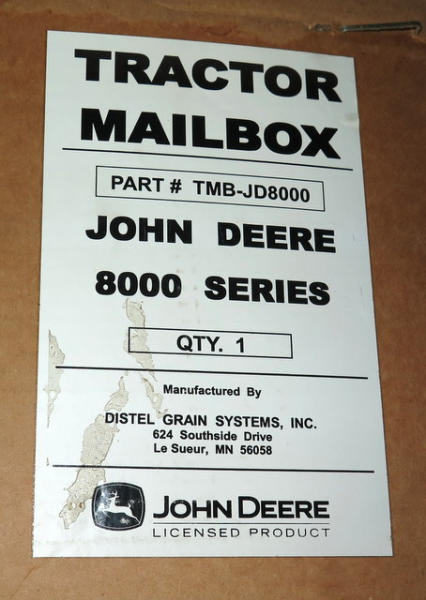 TRACTOR
MAILBOX
PART # TMB-JD8000
JOHN DEERE
8000 SERIES
QTY. 1
Manufactured By
DISTEL GRAIN SYSTEMS, INC.
624 Southside Drive
Le Sueur, MN 56058
JOHN DEERE
LICENSED PRODUCT